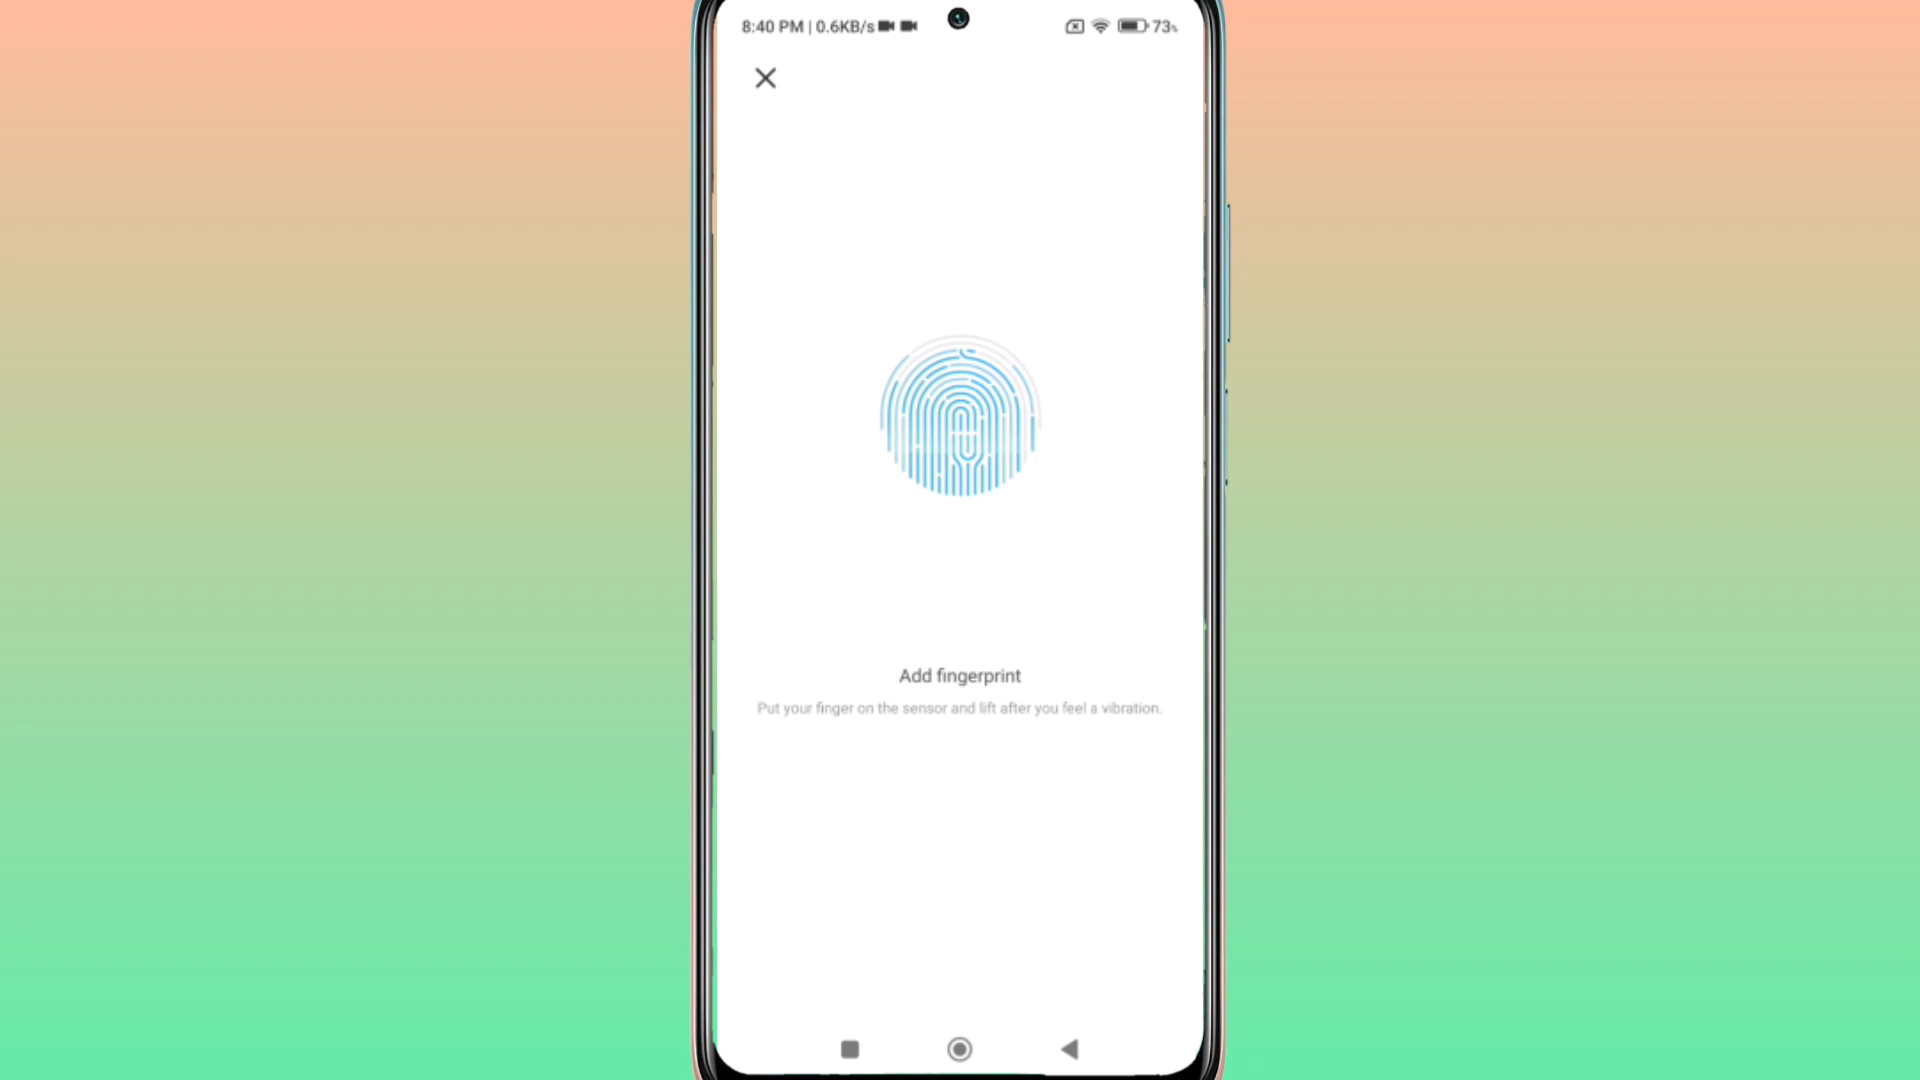 8:40 PM | 0.6KB/s 73%
Add fingerprint
Put your finger on the sensor and lift after you feel a vibration.